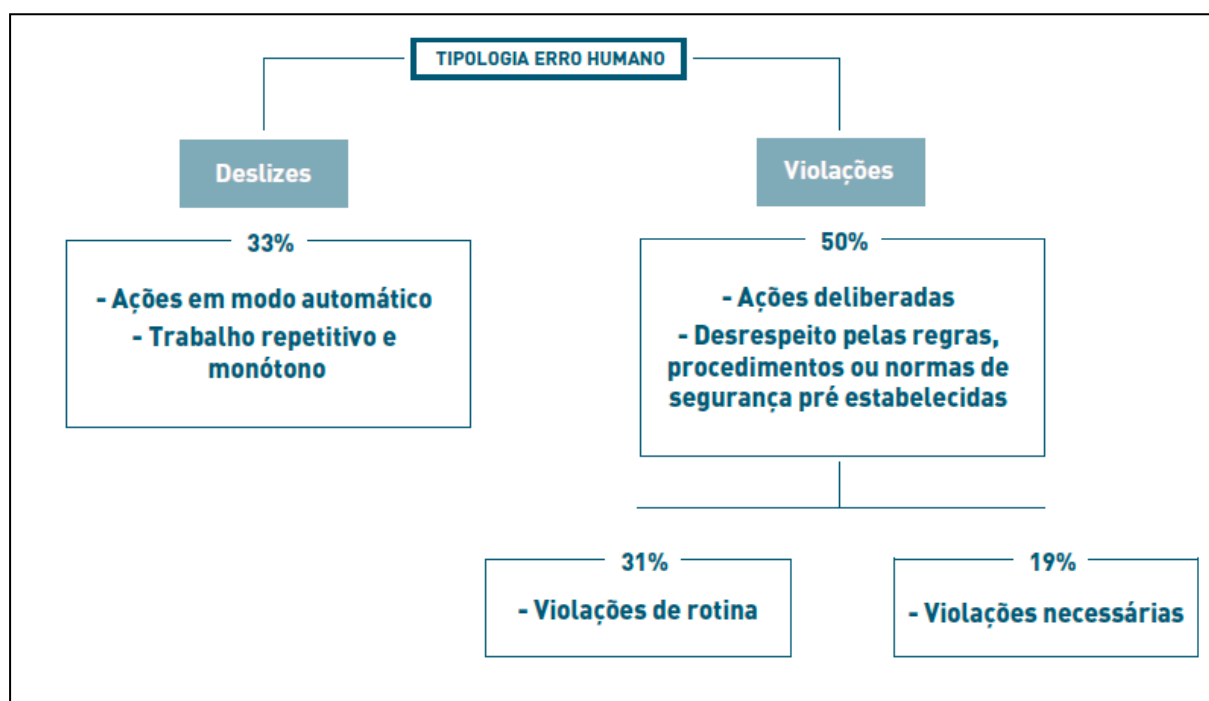 TIPOLOGIA ERRO HUMANO
Deslizes
Violações
33%
- Ações em modo automático
- Trabalho repetitivo e
monótono
50%
- Ações deliberadas
- Desrespeito pelas regras,
procedimentos ou normas de
segurança pré estabelecidas
31%
- Violações de rotina
19%
- Violações necessárias